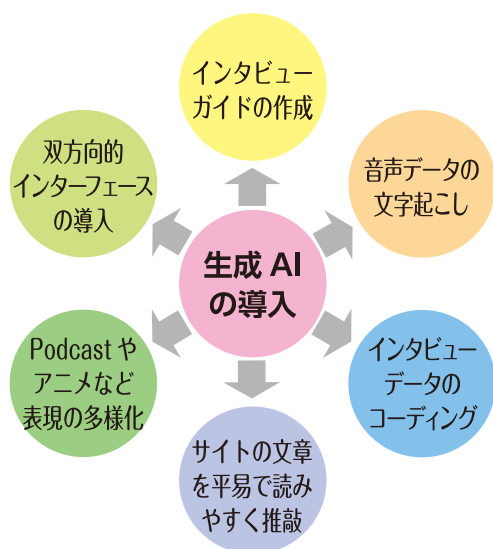 インタビュー
ガイドの作成
双方向的
インターフェース
の導入
音声データの
文字起こし
生成 AI
の導入
Podcast や
アニメなど
表現の多様化
インタビュー
データの
コーディング
サイトの文章
を平易で読み
やすく推敲